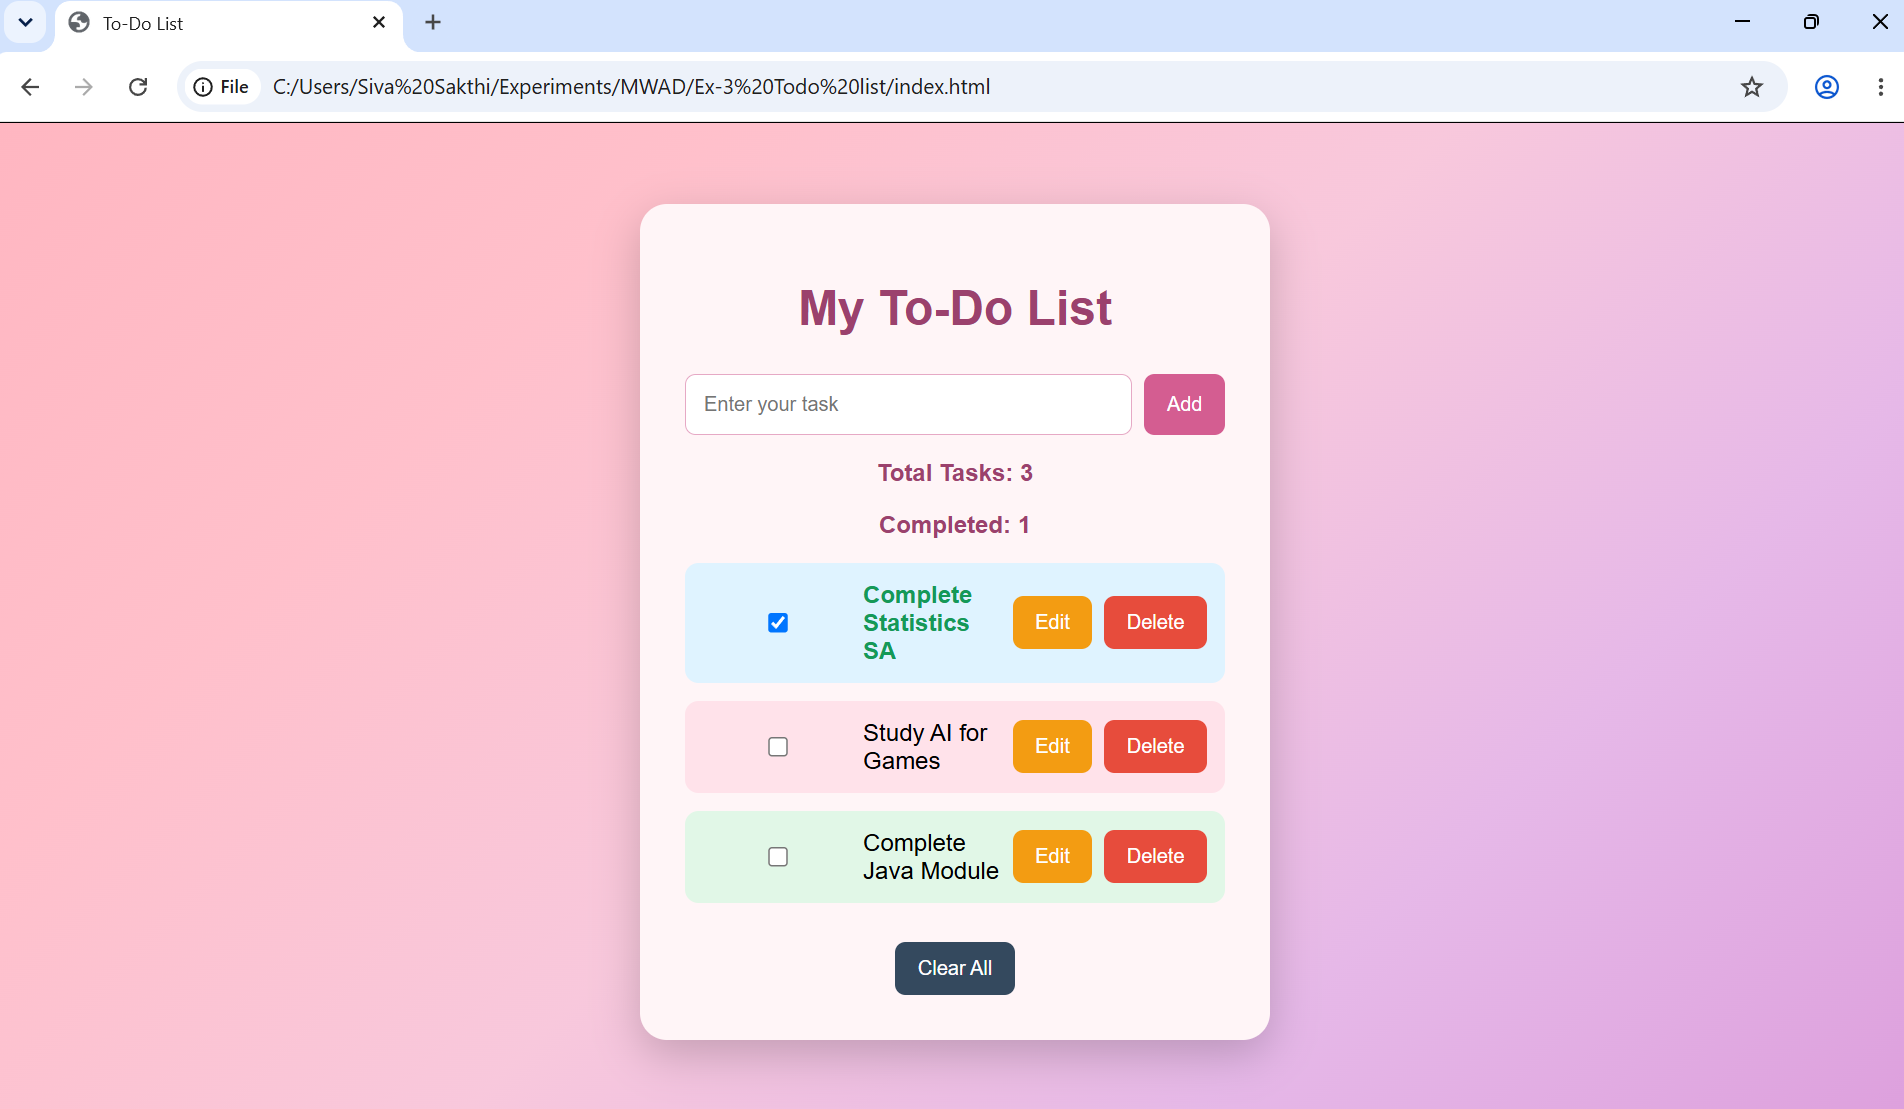 To-Do List
File
C:/Users/Siva%20Sakthi/Experiments/MWAD/Ex-3%20Todo%20list/index.html
My To-Do List
Enter your task
Add
Total Tasks: 3
Completed: 1
Complete
Statistics
SA
Edit
Delete
Study AI for
Games
Edit
Delete
Complete
Java Module
Edit
Delete
Clear All